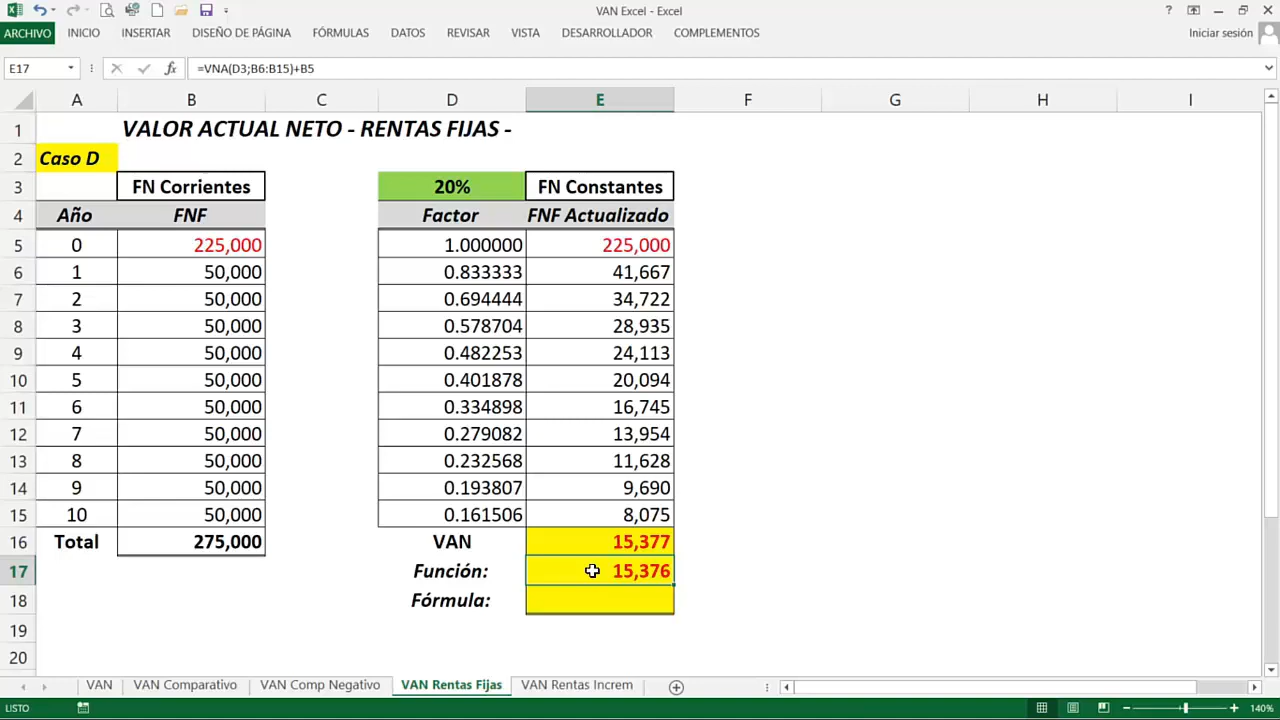 VAN Excel - Excel
ARCHIVO INICIO INSERTAR DISEÑO DE PÁGINA FÓRMULAS DATOS REVISAR VISTA DESARROLLADOR COMPLEMENTOS Iniciar sesión
E17 fx =VNA(D3;B6:B15)+B5
A B C D E F G H I
1 VALOR ACTUAL NETO - RENTAS FIJAS -
2 Caso D
3 FN Corrientes 20% FN Constantes
4 Año FNF Factor FNF Actualizado
5 0 225,000 1.000000 225,000
6 1 50,000 0.833333 41,667
7 2 50,000 0.694444 34,722
8 3 50,000 0.578704 28,935
9 4 50,000 0.482253 24,113
10 5 50,000 0.401878 20,094
11 6 50,000 0.334898 16,745
12 7 50,000 0.279082 13,954
13 8 50,000 0.232568 11,628
14 9 50,000 0.193807 9,690
15 10 50,000 0.161506 8,075
16 Total 275,000 VAN 15,377
17 Función: 15,376
18 Fórmula:
19
20
VAN VAN Comparativo VAN Comp Negativo VAN Rentas Fijas VAN Rentas Increm
LISTO 140%